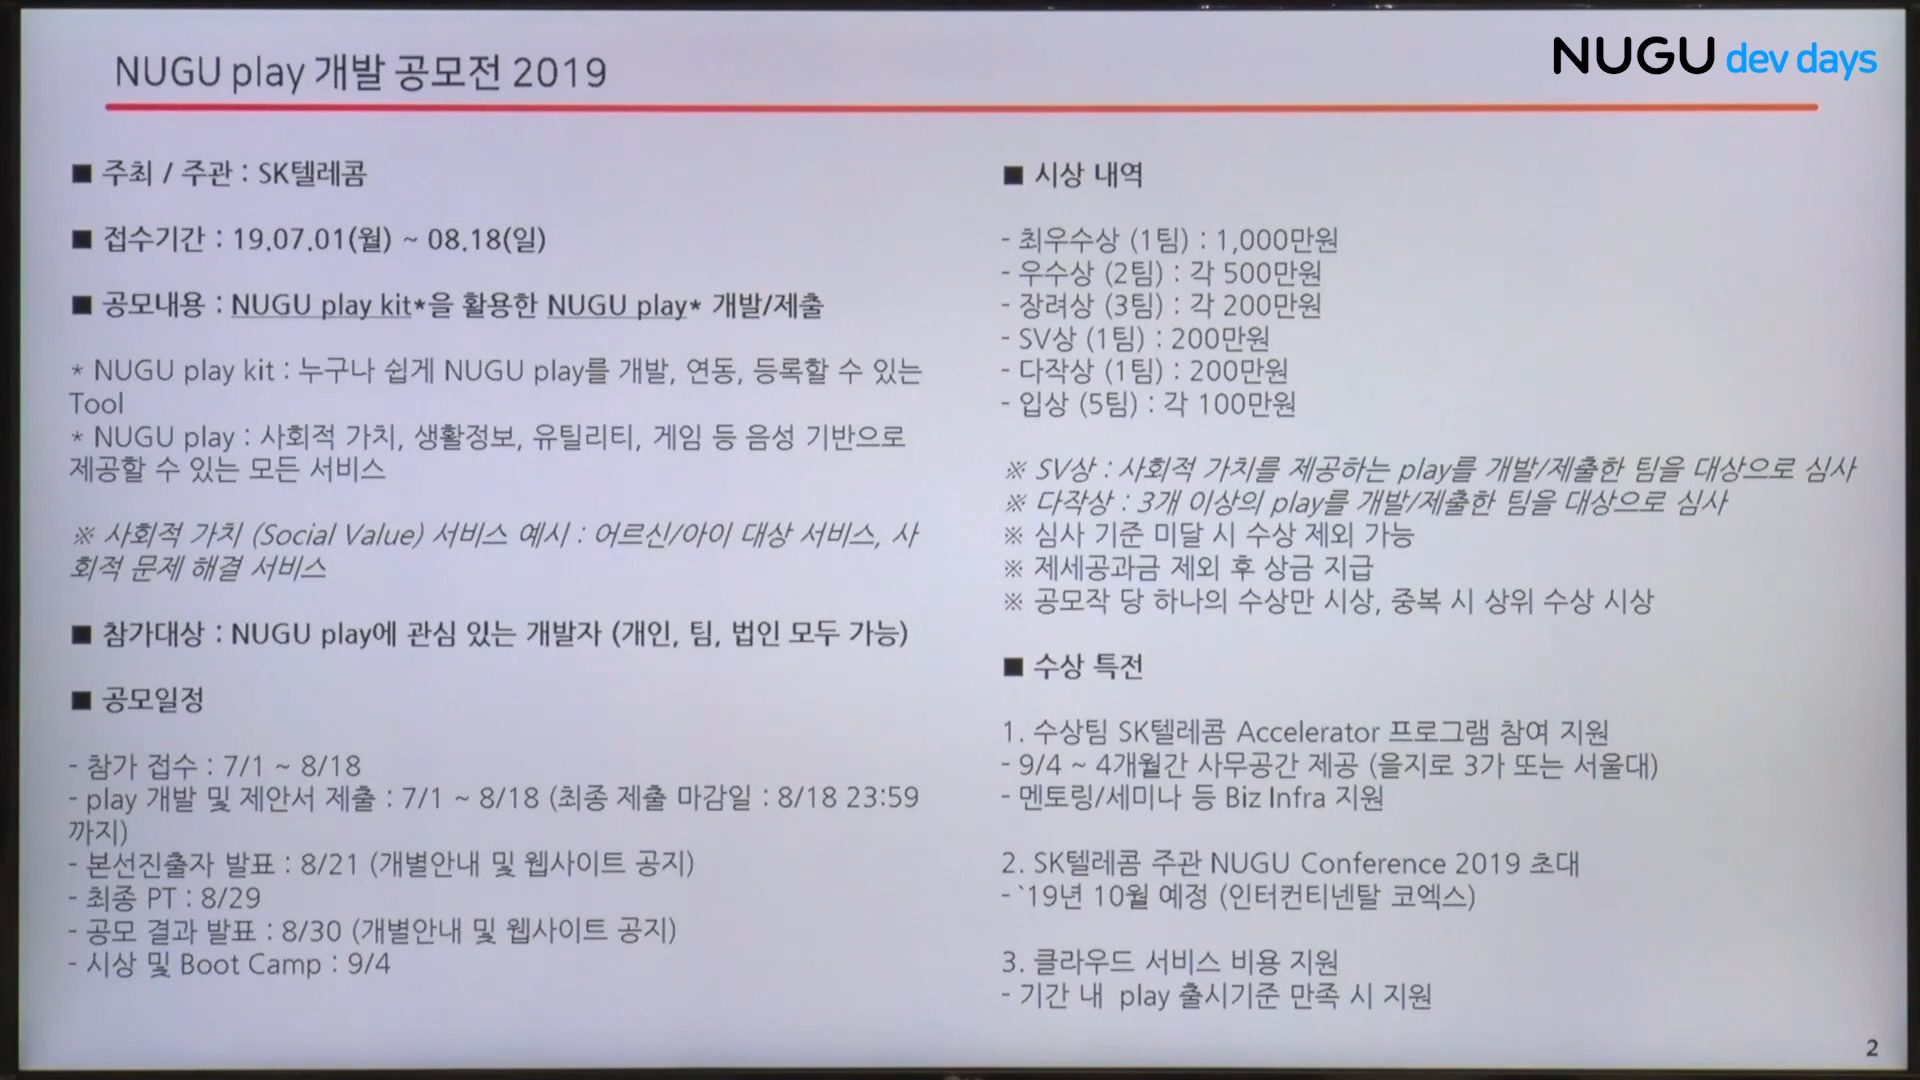 NUGU play 개발 공모전 2019
NUGU dev days
■ 주최 / 주관 : SK텔레콤
■ 접수기간 : 19.07.01(월) ~ 08.18(일)
■ 공모내용 : NUGU play kit*을 활용한 NUGU play* 개발/제출
* NUGU play kit : 누구나 쉽게 NUGU play를 개발, 연동, 등록할 수 있는
Tool
* NUGU play : 사회적 가치, 생활정보, 유틸리티, 게임 등 음성 기반으로
제공할 수 있는 모든 서비스
※ 사회적 가치 (Social Value) 서비스 예시 : 어르신/아이 대상 서비스, 사
회적 문제 해결 서비스
■ 참가대상 : NUGU play에 관심 있는 개발자 (개인, 팀, 법인 모두 가능)
■ 공모일정
- 참가 접수 : 7/1 ~ 8/18
- play 개발 및 제안서 제출 : 7/1 ~ 8/18 (최종 제출 마감일 : 8/18 23:59
까지)
- 본선진출자 발표 : 8/21 (개별안내 및 웹사이트 공지)
- 최종 PT : 8/29
- 공모 결과 발표 : 8/30 (개별안내 및 웹사이트 공지)
- 시상 및 Boot Camp : 9/4
■ 시상 내역
- 최우수상 (1팀) : 1,000만원
- 우수상 (2팀) : 각 500만원
- 장려상 (3팀) : 각 200만원
- SV상 (1팀) : 200만원
- 다작상 (1팀) : 200만원
- 입상 (5팀) : 각 100만원
※ SV상 : 사회적 가치를 제공하는 play를 개발/제출한 팀을 대상으로 심사
※ 다작상 : 3개 이상의 play를 개발/제출한 팀을 대상으로 심사
※ 심사 기준 미달 시 수상 제외 가능
※ 제세공과금 제외 후 상금 지급
※ 공모작 당 하나의 수상만 시상, 중복 시 상위 수상 시상
■ 수상 특전
1. 수상팀 SK텔레콤 Accelerator 프로그램 참여 지원
- 9/4 ~ 4개월간 사무공간 제공 (을지로 3가 또는 서울대)
- 멘토링/세미나 등 Biz Infra 지원
2. SK텔레콤 주관 NUGU Conference 2019 초대
- `19년 10월 예정 (인터컨티넨탈 코엑스)
3. 클라우드 서비스 비용 지원
- 기간 내 play 출시기준 만족 시 지원
2